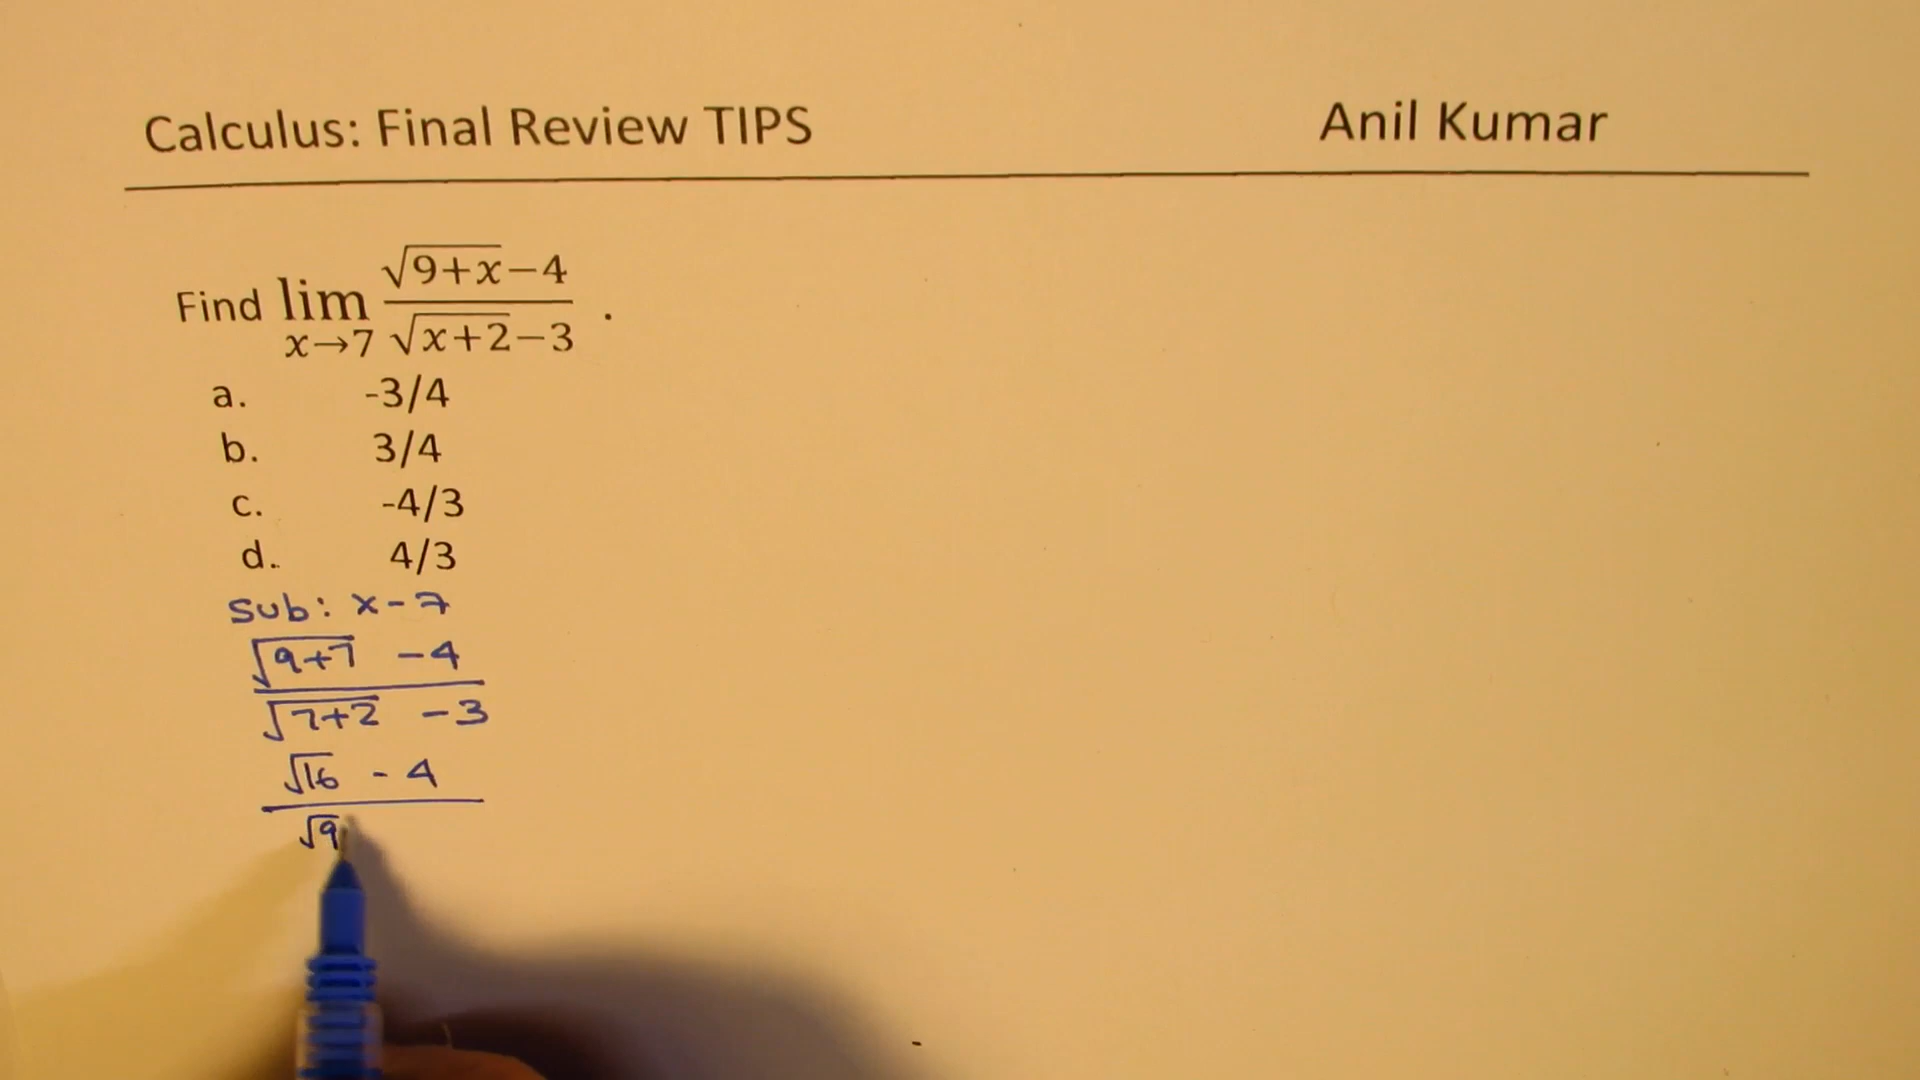 Calculus: Final Review TIPS Anil Kumar
Find lim x→7 √9+x−4 / √x+2−3 .
a. -3/4
b. 3/4
c. -4/3
d. 4/3
Sub: x - 7
√9+7 - 4
√7+2 - 3
√16 - 4
√9